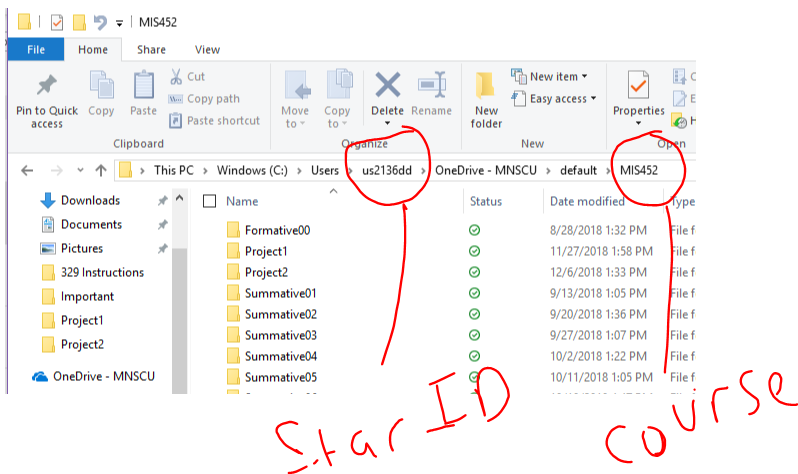 MIS452
File Home Share View
Pin to Quick access
Copy
Paste
Cut
Copy path
Paste shortcut
Move to
Copy to
Delete
Rename
New folder
New item
Easy access
Properties
Clipboard Organize New Open
This PC > Windows (C:) > Users > us2136dd > OneDrive - MNSCU > default > MIS452
Name Status Date modified Type
Downloads
Documents
Pictures
329 Instructions
Important
Project1
Project2
OneDrive - MNSCU
Formative00 8/28/2018 1:32 PM File f
Project1 11/27/2018 1:58 PM File f
Project2 12/6/2018 1:33 PM File f
Summative01 9/13/2018 1:05 PM File f
Summative02 9/20/2018 1:36 PM File f
Summative03 9/27/2018 1:07 PM File f
Summative04 10/2/2018 1:22 PM File f
Summative05 10/11/2018 1:05 PM File f
Star ID
course